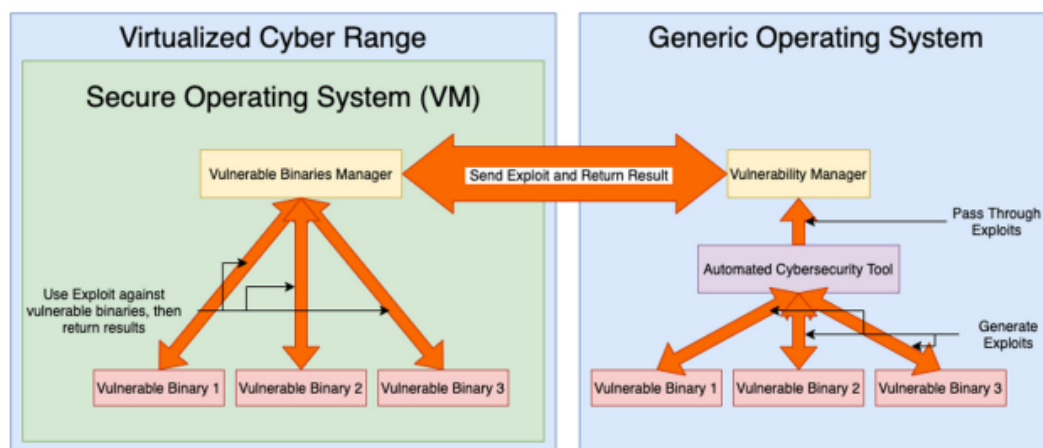 Virtualized Cyber Range
Secure Operating System (VM)
Vulnerable Binaries Manager
Use Exploit against
vulnerable binaries, then
return results
Vulnerable Binary 1
Vulnerable Binary 2
Vulnerable Binary 3
Send Exploit and Return Result
Generic Operating System
Vulnerability Manager
Pass Through
Exploits
Automated Cybersecurity Tool
Generate
Exploits
Vulnerable Binary 1
Vulnerable Binary 2
Vulnerable Binary 3